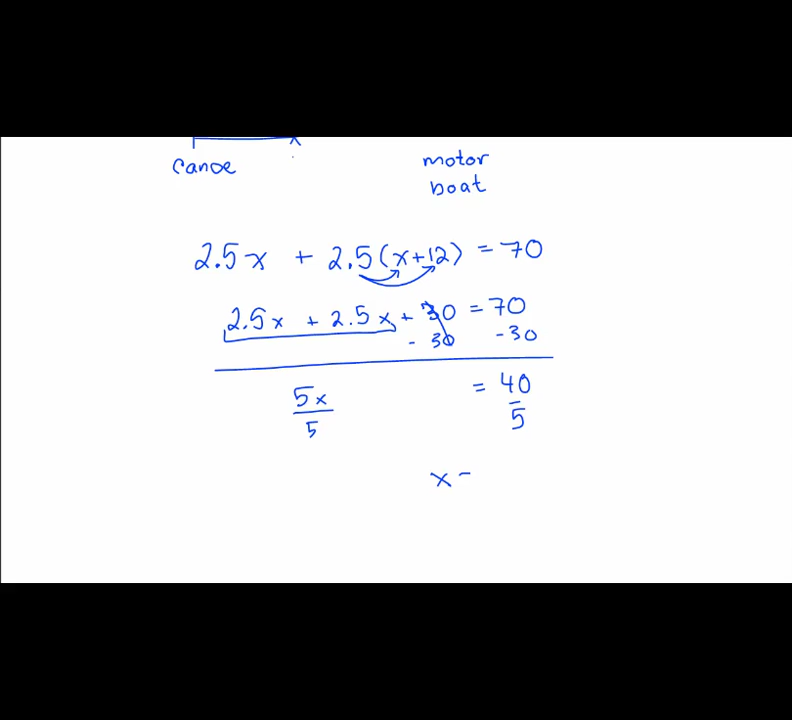 canoe motor
boat
2.5x + 2.5(x+12) = 70
2.5x + 2.5x + 30 = 70
- 30 -30
5x = 40
5 5
x =